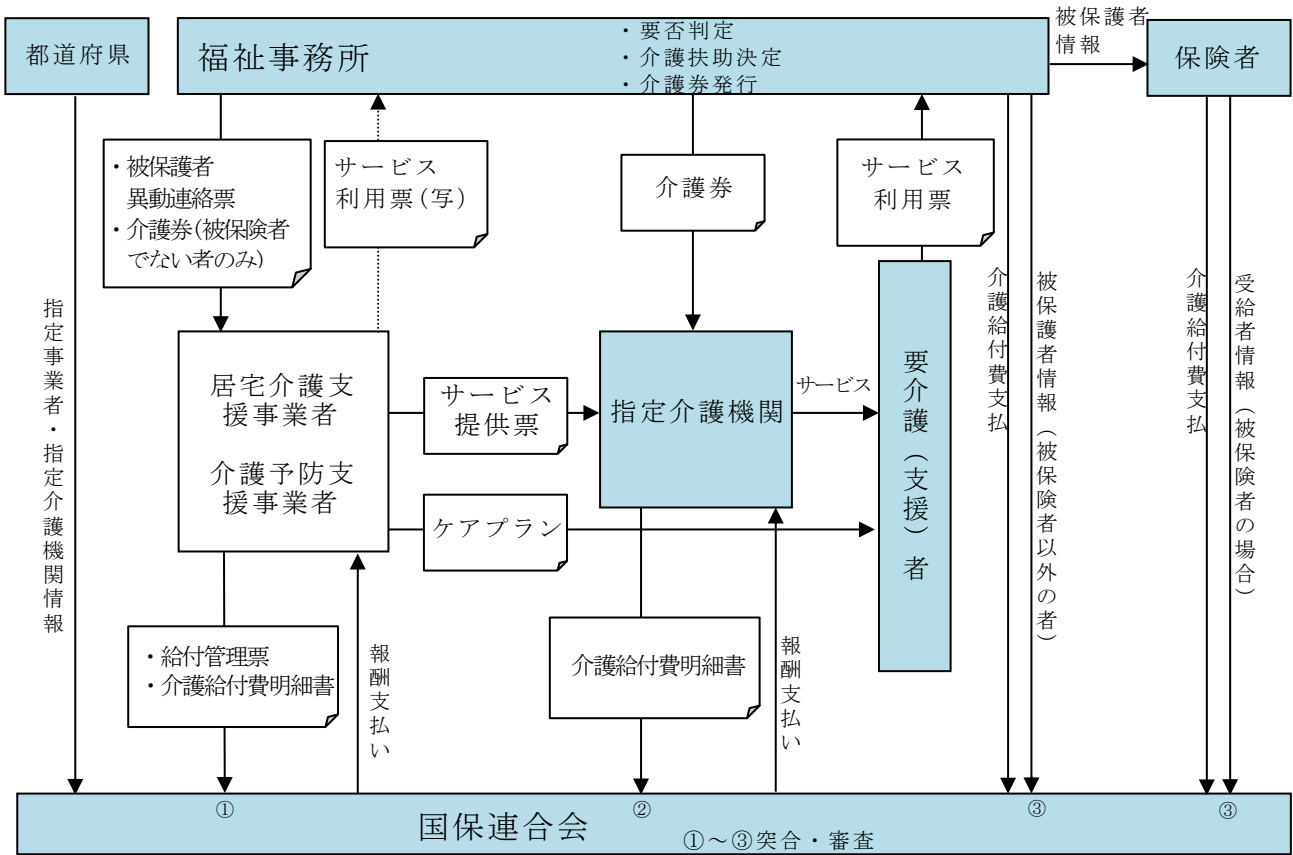 都道府県
福祉事務所
・要否判定
・介護扶助決定
・介護券発行
被保護者
情報
保険者
・被保護者
異動連絡票
・介護券(被保険者
でない者のみ)
サービス
利用票(写)
介護券
サービス
利用票
指定事業者・指定介護機関情報
居宅介護支
援事業者
介護予防支
援事業者
サービス
提供票
ケアプラン
指定介護機関
サービス
要介護(支援)者
介護給付費支払
被保護者情報(被保険者以外の者)
介護給付費支払
受給者情報(被保険者の場合)
・給付管理票
・介護給付費明細書
報酬支払い
介護給付費明細書
報酬支払い
①
②
③
③
国保連合会
①～③突合・審査